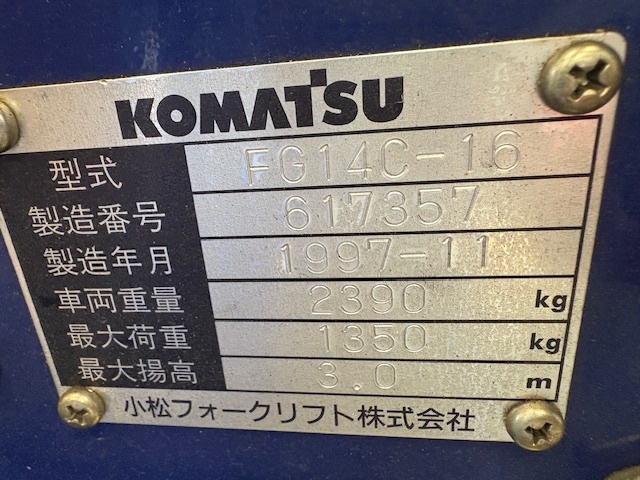 KOMATSU
型式 FG14C-16
製造番号 617357
製造年月 1997-11
車両重量 2390 kg
最大荷重 1350 kg
最大揚高 3.0 m
小松フォークリフト株式会社